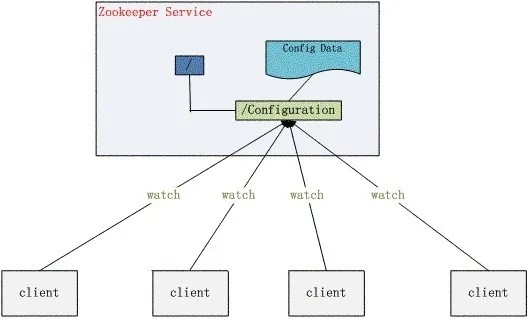 Zookeeper Service
Config Data
/
/Configuration
watch
watch
watch
watch
client
client
client
client